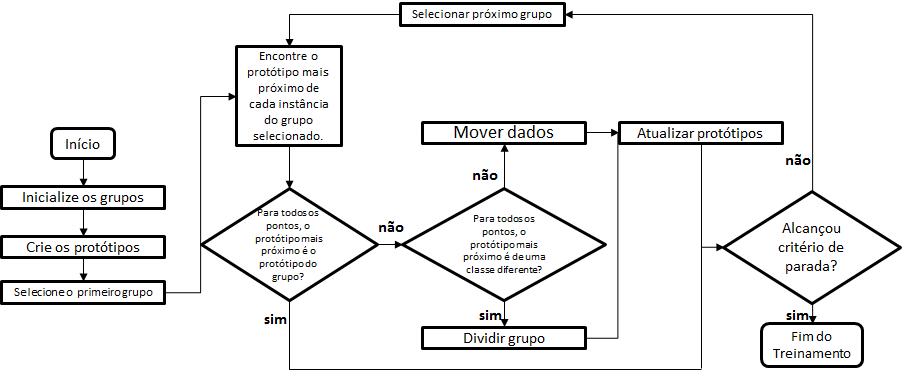 Selecionar próximo grupo
Encontre o
protótipo mais
próximo de
cada instância
do grupo
selecionado.
Início
Inicialize os grupos
Crie os protótipos
Selecione o primeiro grupo
Para todos os
pontos, o
protótipo mais
próximo é o
protótipo do
grupo?
não
sim
Mover dados
não
Para todos os
pontos, o
protótipo mais
próximo é de uma
classe diferente?
sim
Dividir grupo
Atualizar protótipos
não
Alcançou
critério de
parada?
sim
Fim do
Treinamento